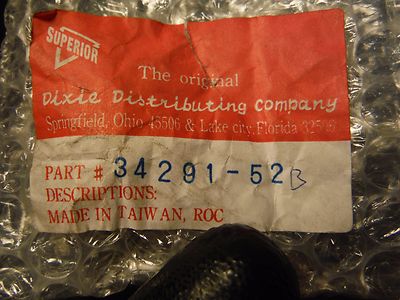 SUPERIOR
The original
Dixie Distributing Company
Springfield, Ohio 45506 & Lake city, Florida 32506
PART # 34291-52B
DESCRIPTIONS:
MADE IN TAIWAN, ROC